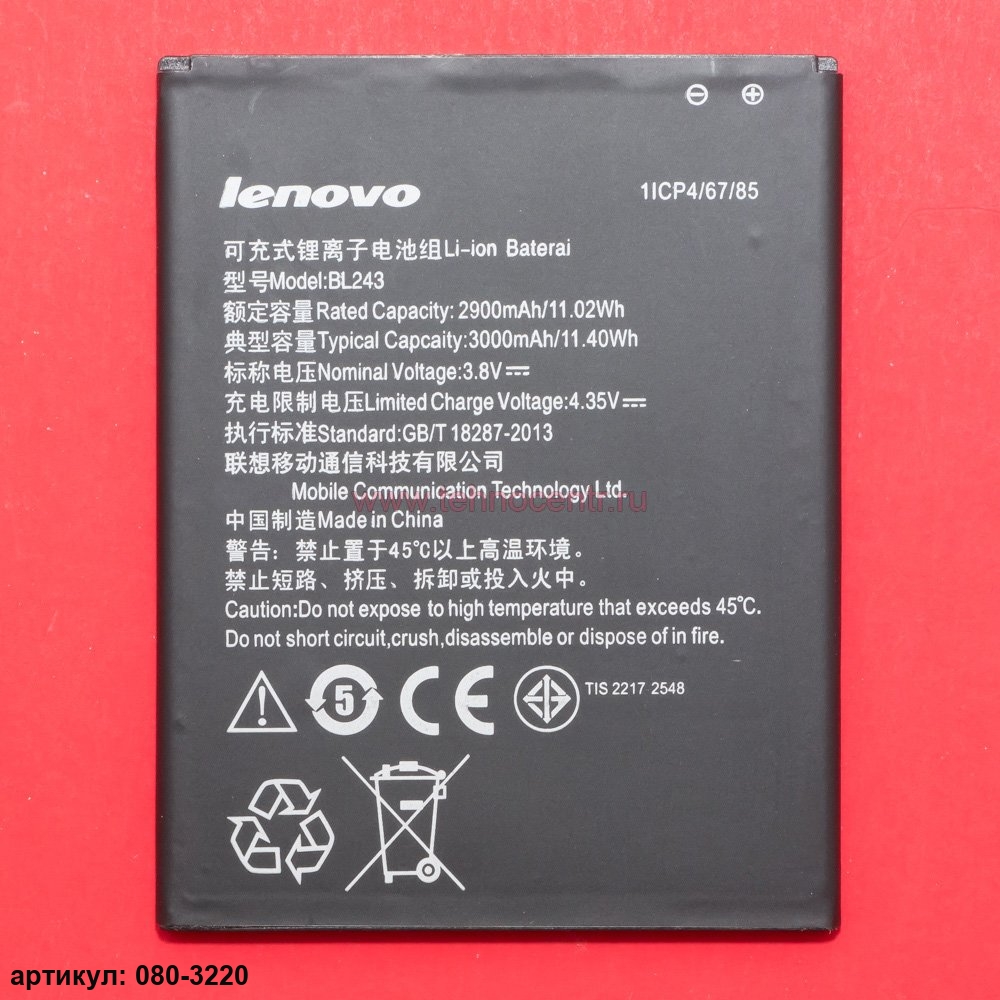 lenovo
1ICP4/67/85
可充式锂离子电池组Li-ion Baterai
型号Model:BL243
额定容量Rated Capacity: 2900mAh/11.02Wh
典型容量Typical Capcaity:3000mAh/11.40Wh
标称电压Nominal Voltage:3.8V⎓
充电限制电压Limited Charge Voltage:4.35V⎓
执行标准Standard:GB/T 18287-2013
联想移动通信科技有限公司
Mobile Communication Technology Ltd.
www.tehnocentr.ru
中国制造Made in China
警告：禁止置于45℃以上高温环境。
禁止短路、挤压、拆卸或投入火中。
Caution:Do not expose to high temperature that exceeds 45℃.
Do not short circuit,crush,disassemble or dispose of in fire.
5
CE
TIS 2217 2548
артикул: 080-3220